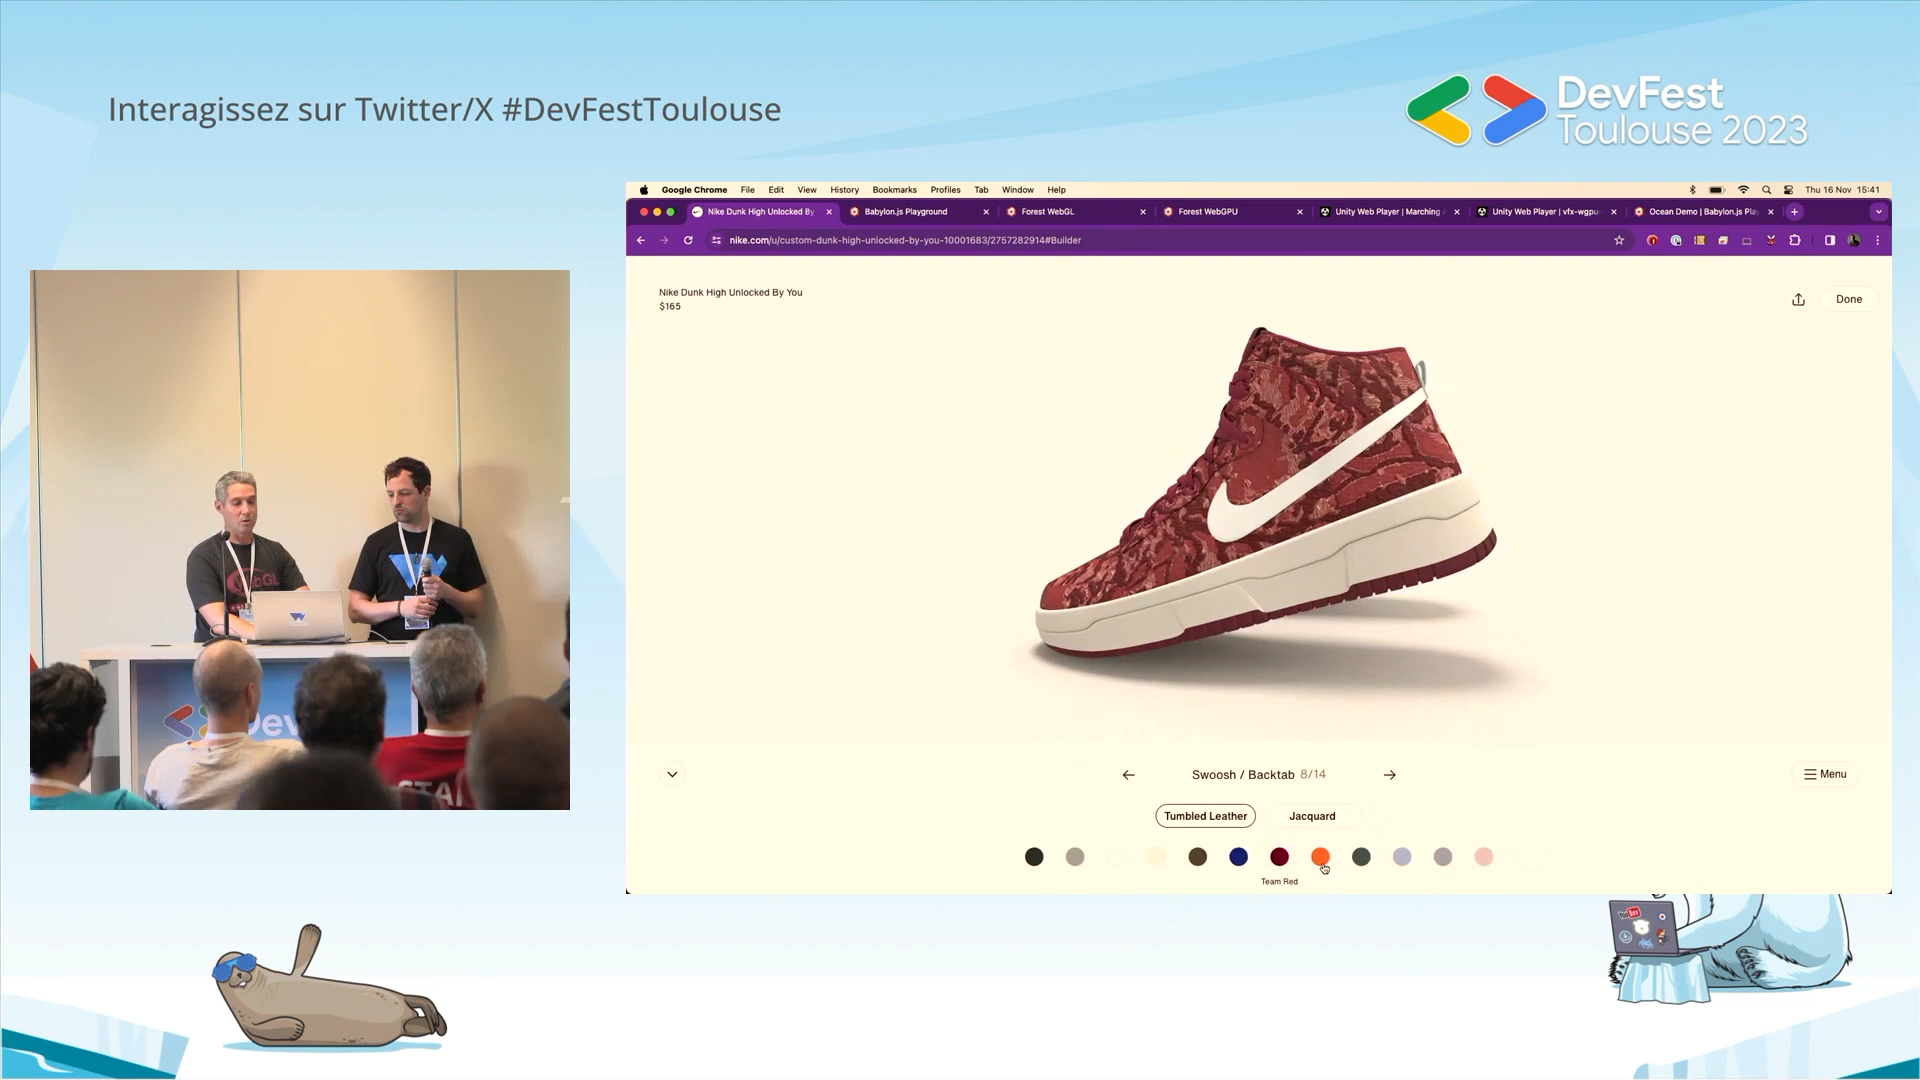 Interagissez sur Twitter/X #DevFestToulouse
DevFest
Toulouse 2023
Google Chrome File Edit View History Bookmarks Profiles Tab Window Help
Thu 16 Nov 15:41
Nike Dunk High Unlocked By
Babylon.js Playground
Forest WebGL
Forest WebGPU
Unity Web Player | Marching
Unity Web Player | vfx-wgpu-
Ocean Demo | Babylon.js Pla
nike.com/u/custom-dunk-high-unlocked-by-you-10001683/2757282914#Builder
Nike Dunk High Unlocked By You
$165
Done
Swoosh / Backtab 8/14
Menu
Tumbled Leather
Jacquard
Team Red
Dev